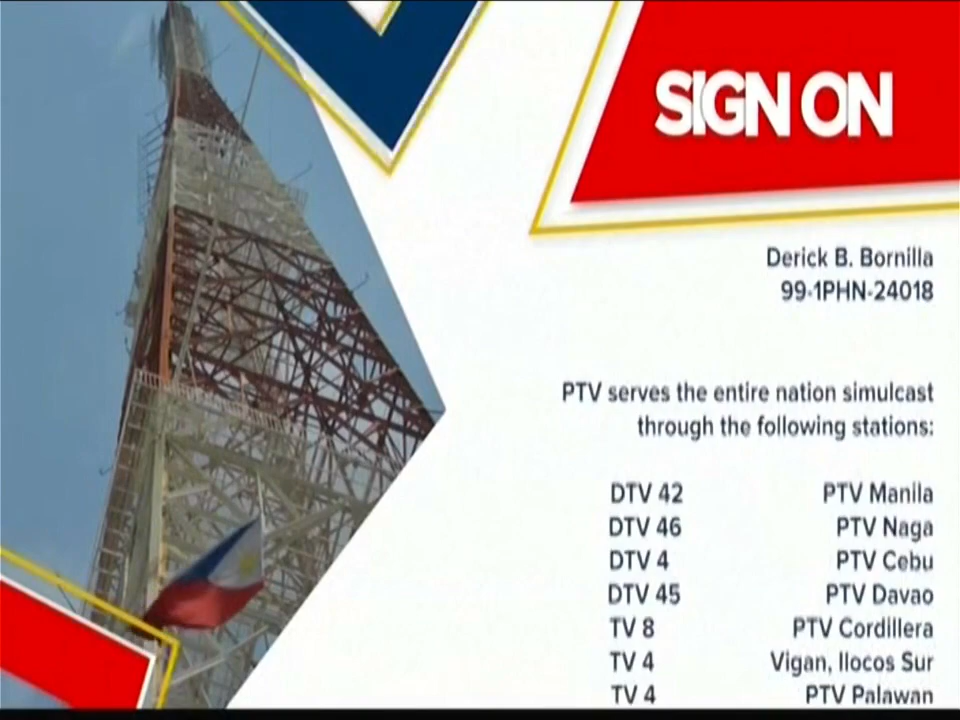 SIGN ON
Derick B. Bornilla
99-1PHN-24018
PTV serves the entire nation simulcast
through the following stations:
DTV 42 PTV Manila
DTV 46 PTV Naga
DTV 4 PTV Cebu
DTV 45 PTV Davao
TV 8 PTV Cordillera
TV 4 Vigan, Ilocos Sur
TV 4 PTV Palawan